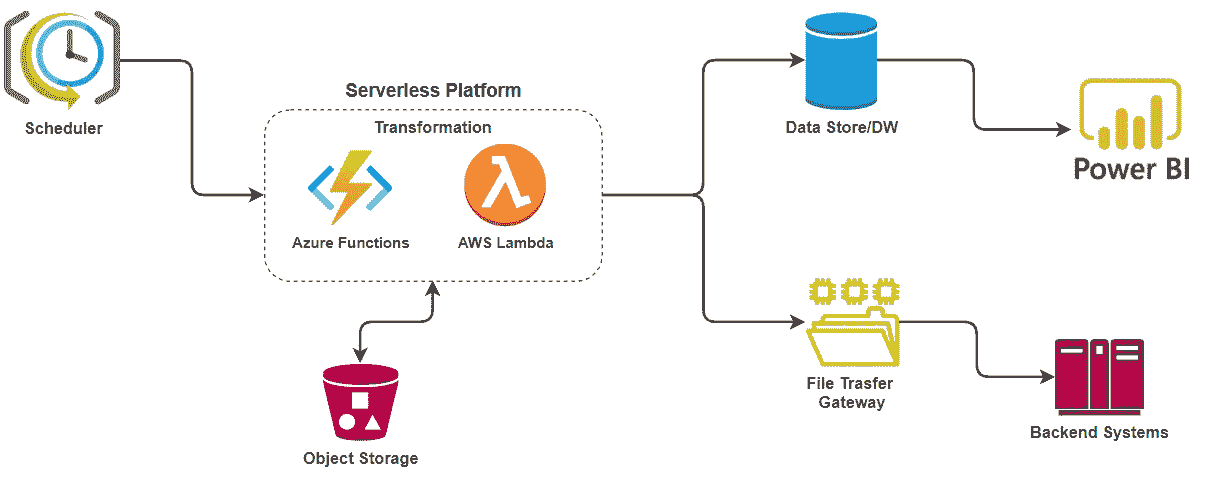 Scheduler
Serverless Platform
Transformation
Azure Functions
AWS Lambda
Object Storage
Data Store/DW
Power BI
File Trasfer
Gateway
Backend Systems